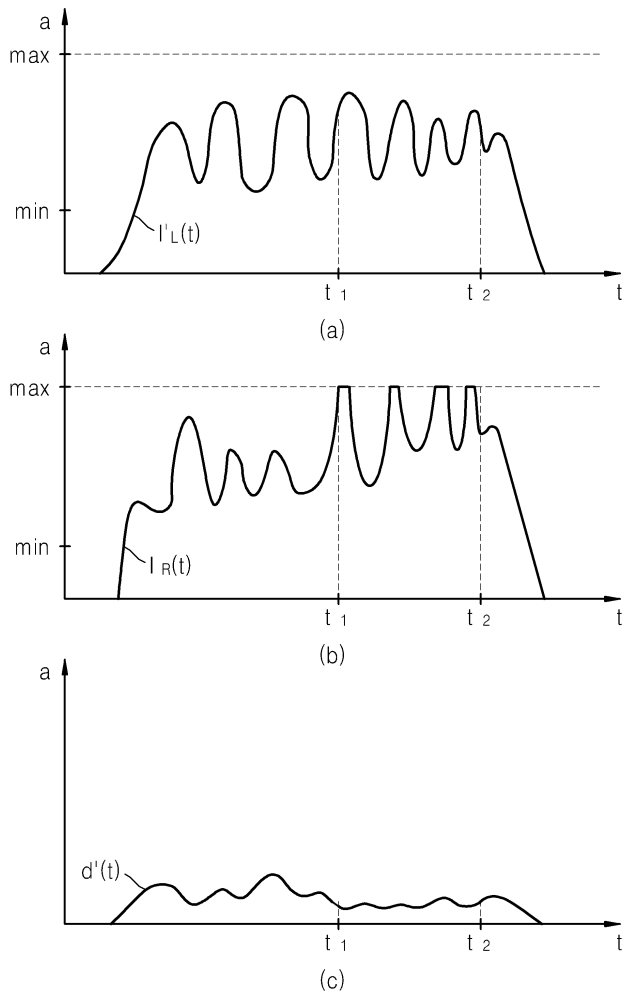 a
max
min
I'L(t)
t1 t2 t
(a)
a
max
min
IR(t)
t1 t2 t
(b)
a
d'(t)
t1 t2 t
(c)